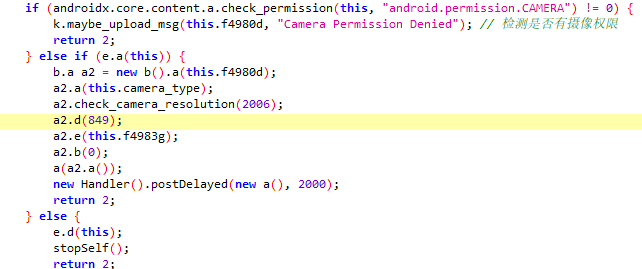 if (androidx.core.content.a.check_permission(this, "android.permission.CAMERA") != 0) {
k.maybe_upload_msg(this.f4980d, "Camera Permission Denied"); // 检测是否有摄像权限
return 2;
} else if (e.a(this)) {
b.a a2 = new b().a(this.f4980d);
a2.a(this.camera_type);
a2.check_camera_resolution(2006);
a2.d(849);
a2.e(this.f4983g);
a2.b(0);
a(a2.a());
new Handler().postDelayed(new a(), 2000);
return 2;
} else {
e.d(this);
stopSelf();
return 2;